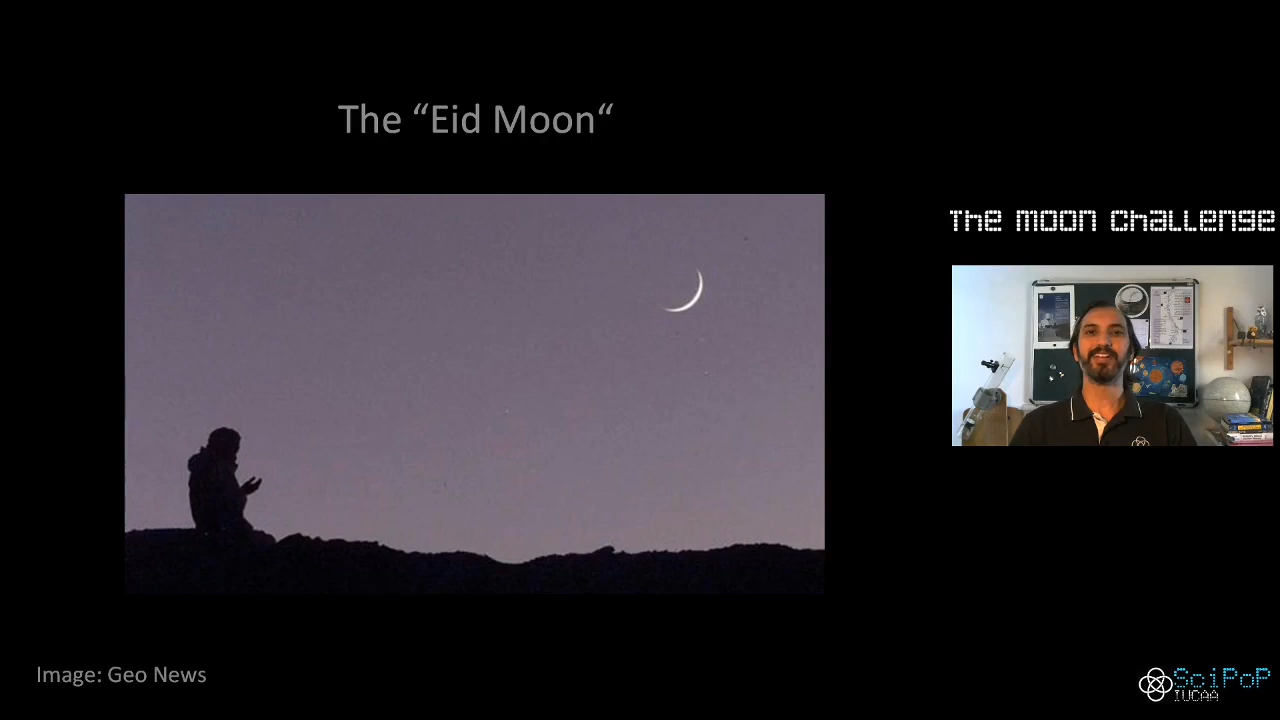 The “Eid Moon“
The Moon Challenge
Image: Geo News
SciPoP
IUCAA